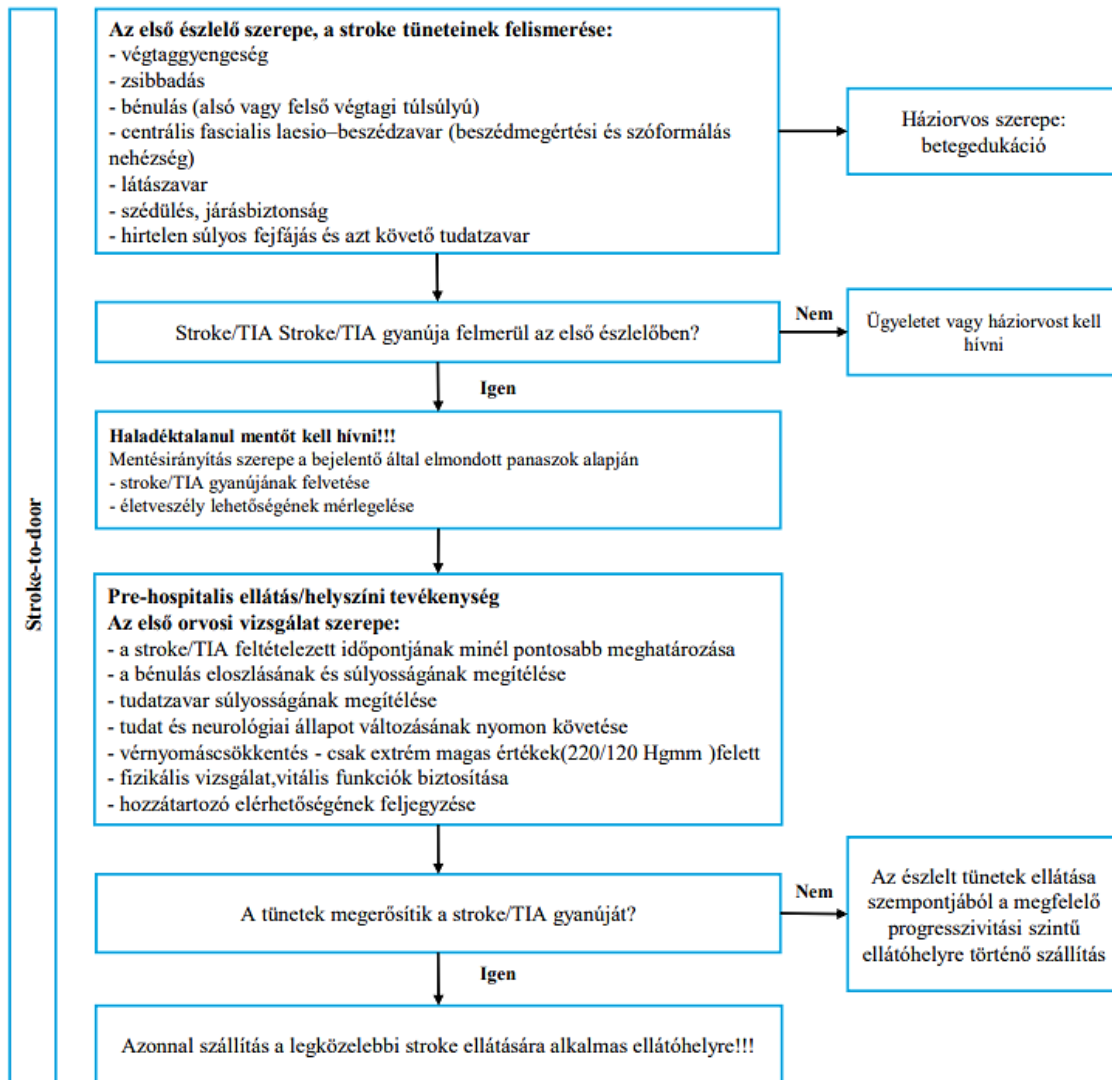 Stroke-to-door
Az első észlelő szerepe, a stroke tüneteinek felismerése:
- végtaggyengeség
- zsibbadás
- bénulás (alsó vagy felső végtagi túlsúlyú)
- centrális fascialis laesio–beszédzavar (beszédmegértési és szóformálás
nehézség)
- látászavar
- szédülés, járásbiztonság
- hirtelen súlyos fejfájás és azt követő tudatzavar
Háziorvos szerepe:
betegedukáció
Stroke/TIA Stroke/TIA gyanúja felmerül az első észlelőben?
Nem
Ügyeletet vagy háziorvost kell
hívni
Igen
Haladéktalanul mentőt kell hívni!!!
Mentésirányítás szerepe a bejelentő által elmondott panaszok alapján
- stroke/TIA gyanújának felvetése
- életveszély lehetőségének mérlegelése
Pre-hospitalis ellátás/helyszíni tevékenység
Az első orvosi vizsgálat szerepe:
- a stroke/TIA feltételezett időpontjának minél pontosabb meghatározása
- a bénulás eloszlásának és súlyosságának megítélése
- tudatzavar súlyosságának megítélése
- tudat és neurológiai állapot változásának nyomon követése
- vérnyomáscsökkentés - csak extrém magas értékek(220/120 Hgmm )felett
- fizikális vizsgálat,vitális funkciók biztosítása
- hozzátartozó elérhetőségének feljegyzése
A tünetek megerősítik a stroke/TIA gyanúját?
Nem
Az észlelt tünetek ellátása
szempontjából a megfelelő
progresszivitási szintű
ellátóhelyre történő szállítás
Igen
Azonnal szállítás a legközelebbi stroke ellátására alkalmas ellátóhelyre!!!